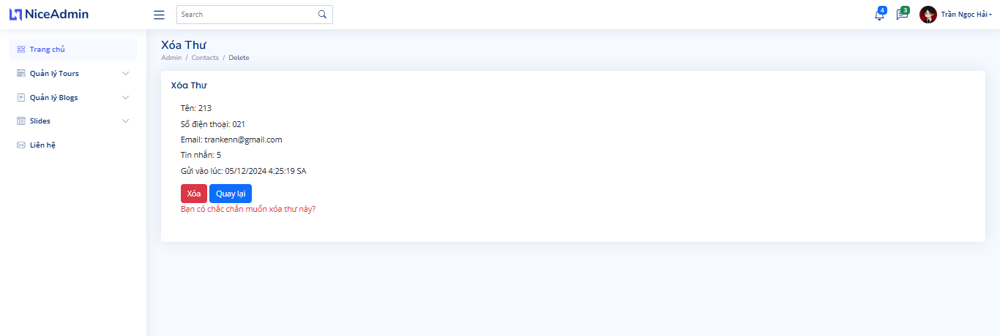 NiceAdmin
Search
4
3
Trần Ngọc Hải
Trang chủ
Quản lý Tours
Quản lý Blogs
Slides
Liên hệ
Xóa Thư
Admin / Contacts / Delete
Xóa Thư
Tên: 213
Số điện thoại: 021
Email: trankenn@gmail.com
Tin nhắn: 5
Gửi vào lúc: 05/12/2024 4:25:19 SA
Xóa Quay lại
Bạn có chắc chắn muốn xóa thư này?